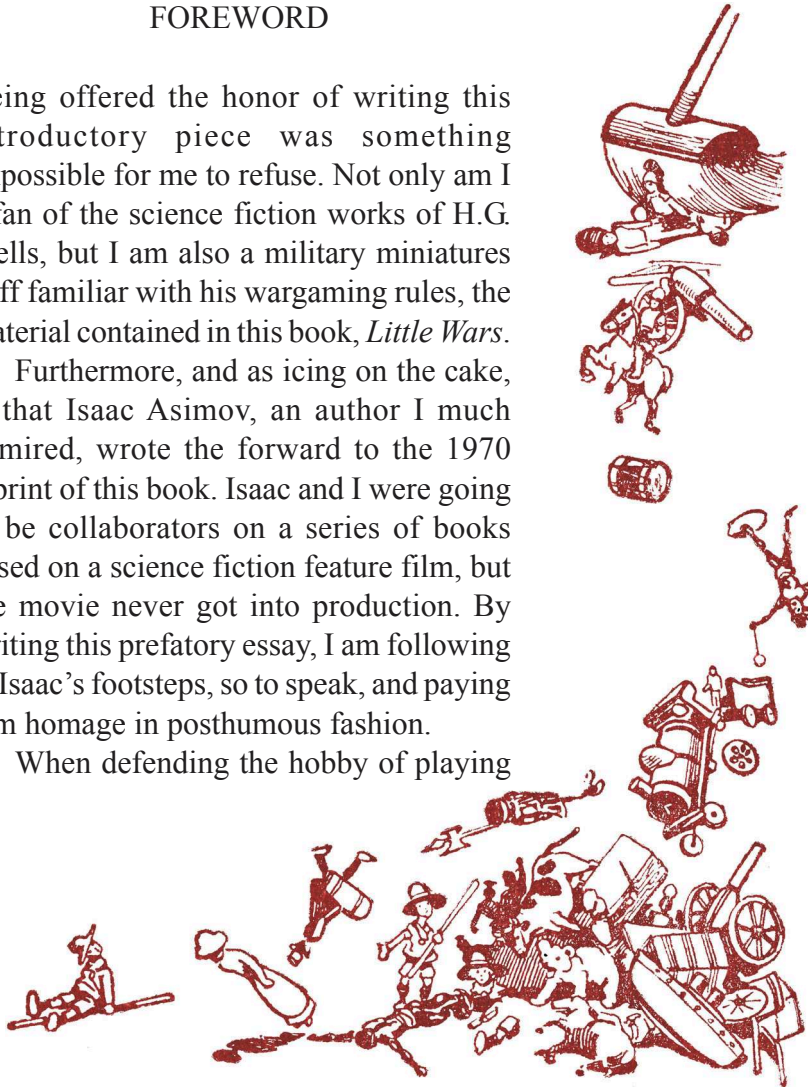 FOREWORD
eing offered the honor of writing this
troductory piece was something
possible for me to refuse. Not only am I
fan of the science fiction works of H.G.
ells, but I am also a military miniatures
ff familiar with his wargaming rules, the
aterial contained in this book, Little Wars.
Furthermore, and as icing on the cake,
that Isaac Asimov, an author I much
mired, wrote the forward to the 1970
print of this book. Isaac and I were going
be collaborators on a series of books
sed on a science fiction feature film, but
e movie never got into production. By
riting this prefatory essay, I am following
Isaac’s footsteps, so to speak, and paying
m homage in posthumous fashion.
When defending the hobby of playing